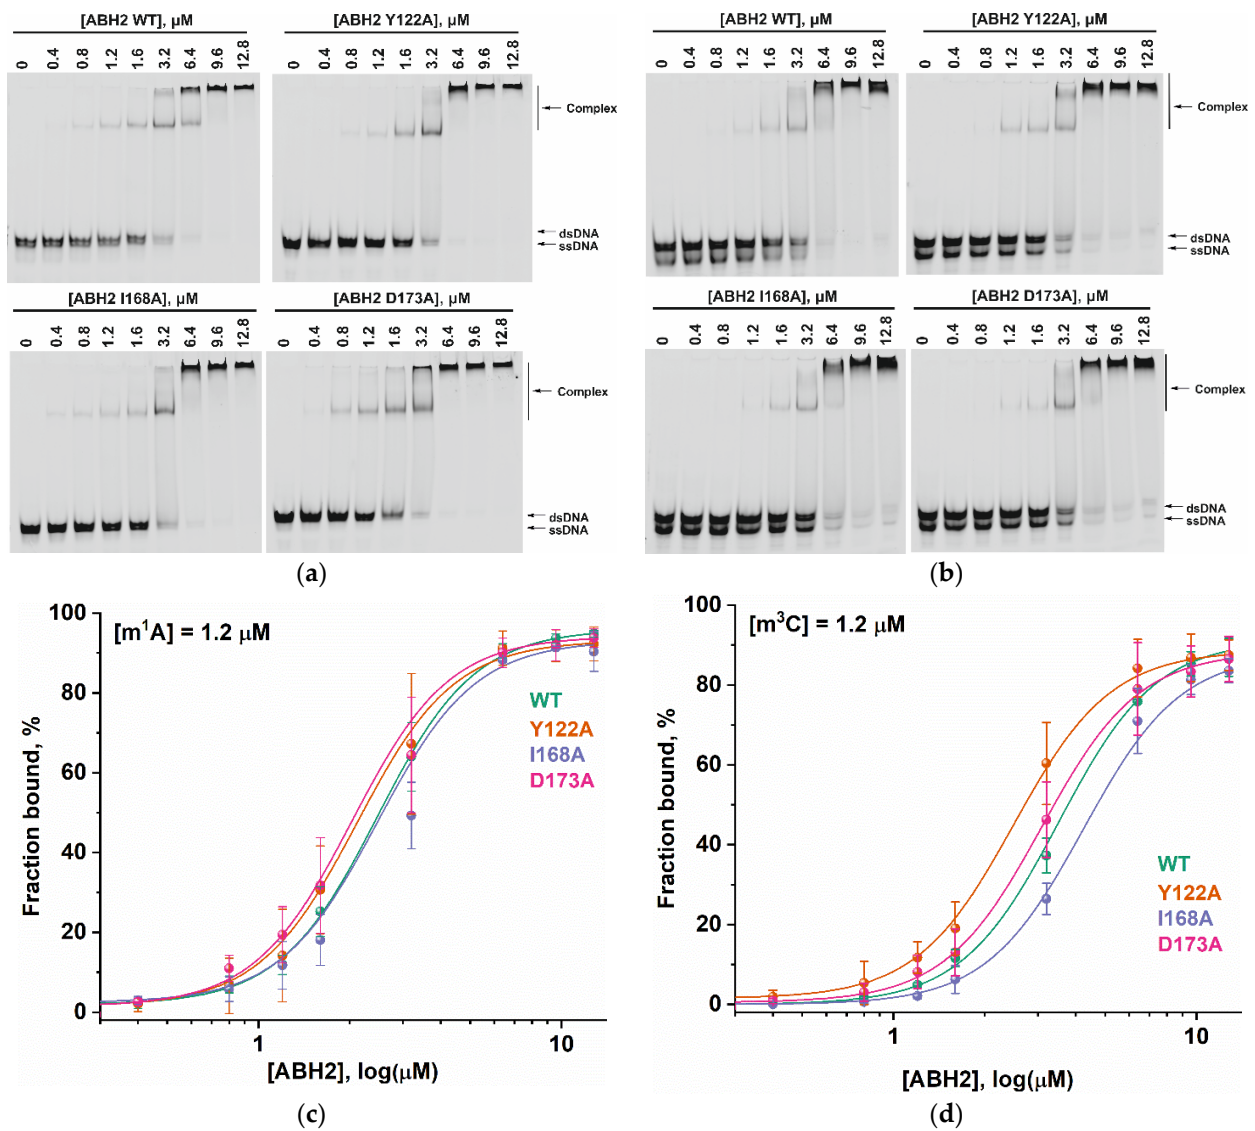 [ABH2 WT], µM
0 0.4 0.8 1.2 1.6 3.2 6.4 9.6 12.8
[ABH2 Y122A], µM
0 0.4 0.8 1.2 1.6 3.2 6.4 9.6 12.8
Complex
dsDNA
ssDNA
[ABH2 I168A], µM
0 0.4 0.8 1.2 1.6 3.2 6.4 9.6 12.8
[ABH2 D173A], µM
0 0.4 0.8 1.2 1.6 3.2 6.4 9.6 12.8
Complex
dsDNA
ssDNA
(a)
[ABH2 WT], µM
0 0.4 0.8 1.2 1.6 3.2 6.4 9.6 12.8
[ABH2 Y122A], µM
0 0.4 0.8 1.2 1.6 3.2 6.4 9.6 12.8
Complex
dsDNA
ssDNA
[ABH2 I168A], µM
0 0.4 0.8 1.2 1.6 3.2 6.4 9.6 12.8
[ABH2 D173A], µM
0 0.4 0.8 1.2 1.6 3.2 6.4 9.6 12.8
Complex
dsDNA
ssDNA
(b)
[m¹A] = 1.2 µM
Fraction bound, %
100
80
60
40
20
0
WT
Y122A
I168A
D173A
1 10
[ABH2], log(µM)
(c)
[m³C] = 1.2 µM
Fraction bound, %
100
80
60
40
20
0
WT
Y122A
I168A
D173A
1 10
[ABH2], log(µM)
(d)